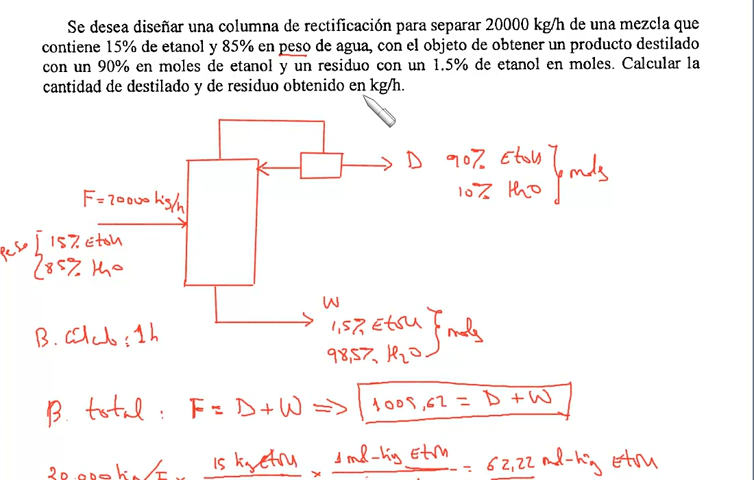 Se desea diseñar una columna de rectificación para separar 20000 kg/h de una mezcla que
contiene 15% de etanol y 85% en peso de agua, con el objeto de obtener un producto destilado
con un 90% en moles de etanol y un residuo con un 1.5% de etanol en moles. Calcular la
cantidad de destilado y de residuo obtenido en kg/h.
D 90% EtOH
10% H2O
moles
F = 20000 kg/h
peso
15% EtOH
85% H2O
W
1,5% EtOH
98,5% H2O
moles
B. Cálculo : 1h
B. total : F = D + W => 1009,62 = D + W
20.000 kg/F × 15 kg EtOH × 1 mol-kg EtOH = 62,22 mol-kg EtOH